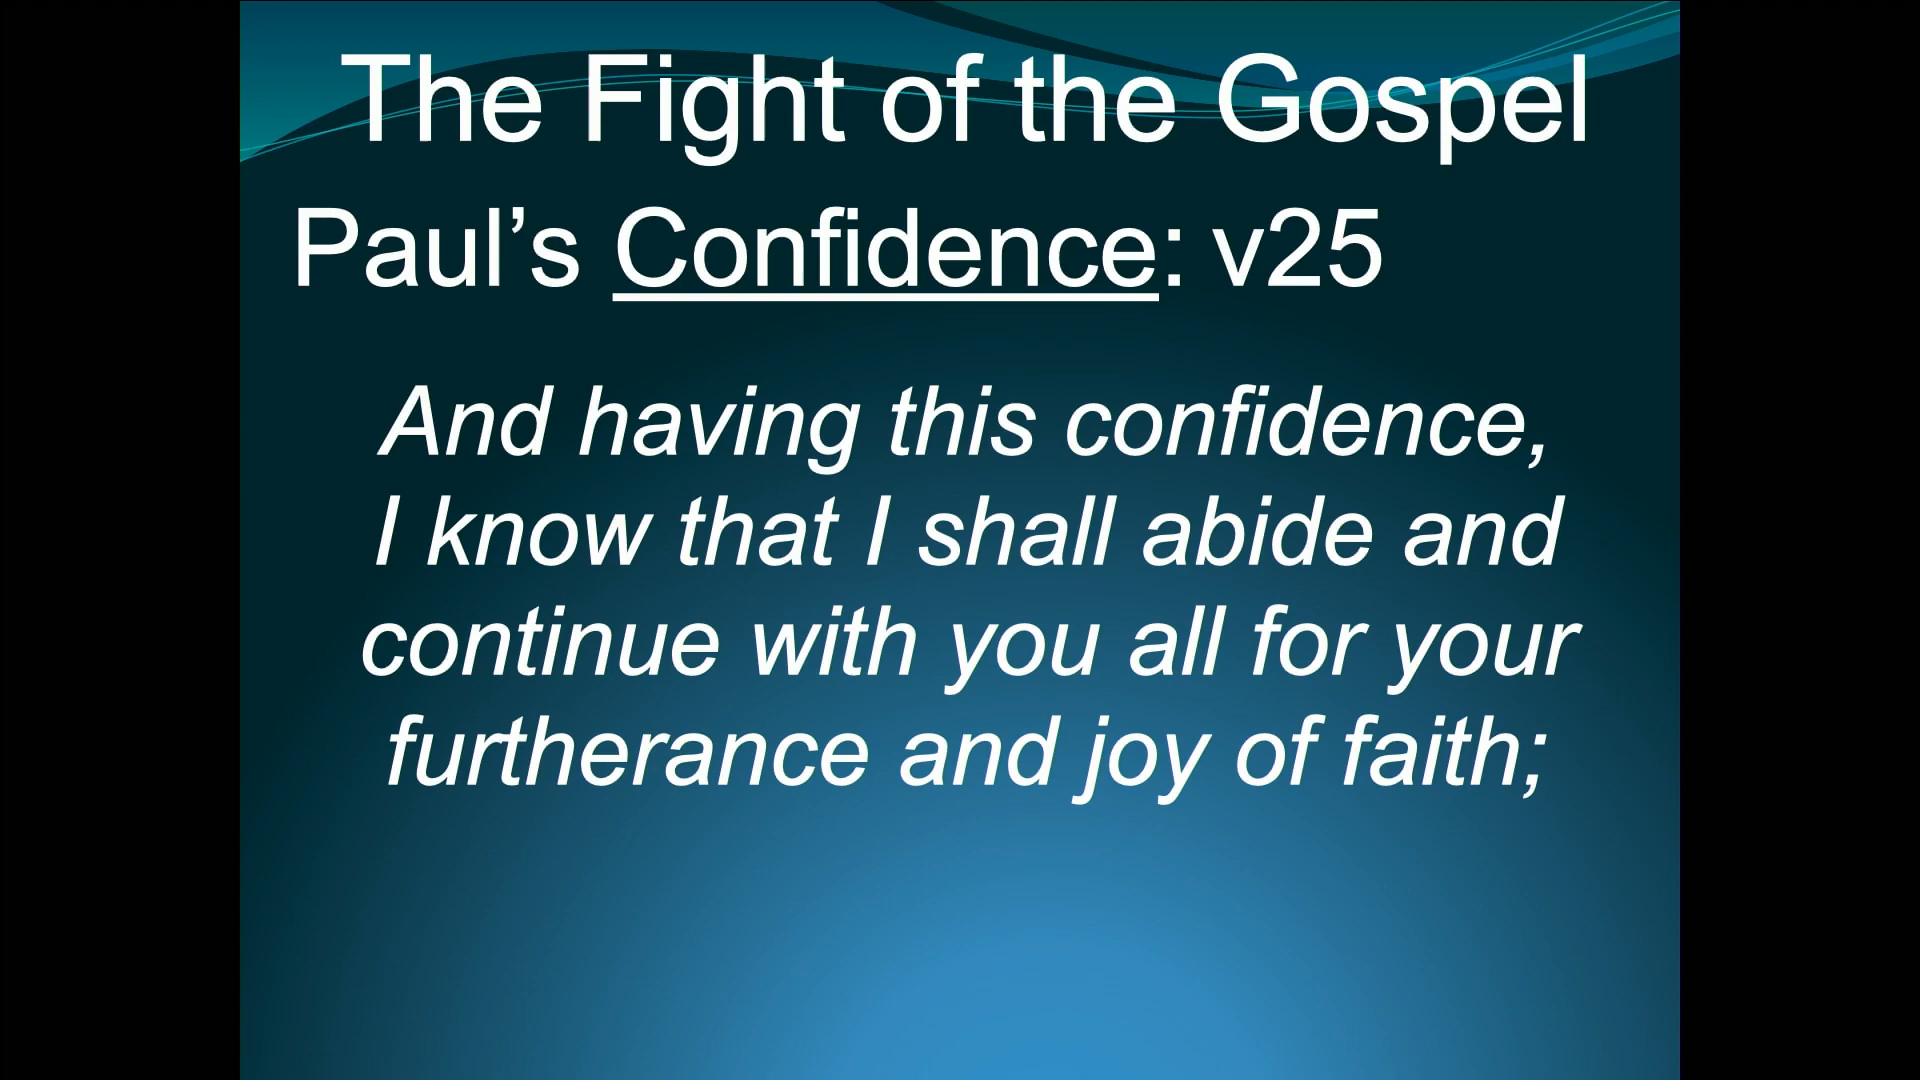 The Fight of the Gospel
Paul’s Confidence: v25
And having this confidence,
I know that I shall abide and
continue with you all for your
furtherance and joy of faith;